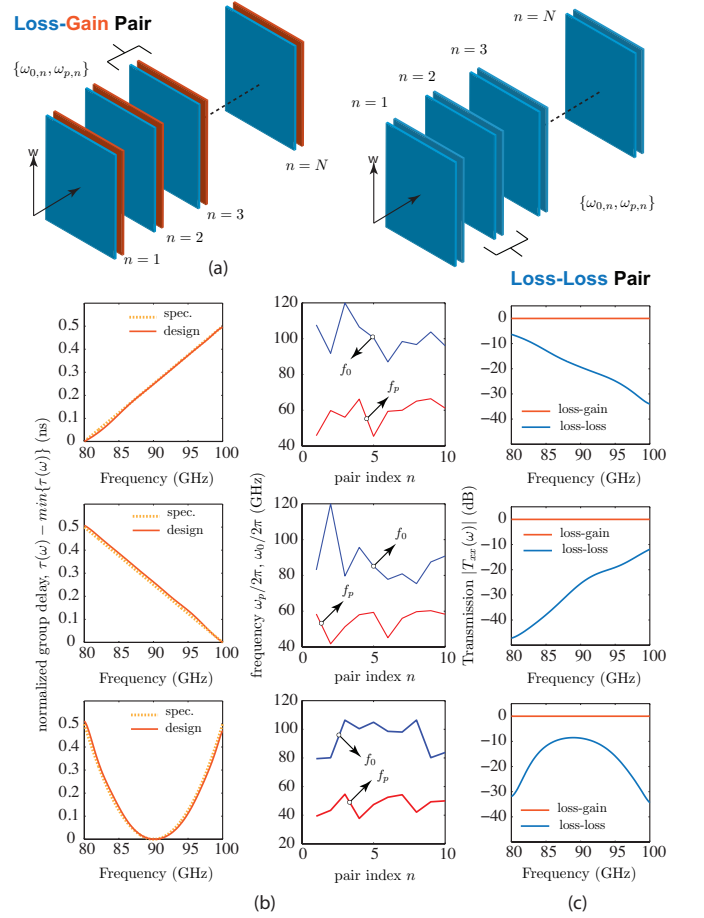 Loss-Gain Pair
{ω₀,ₙ, ωₚ,ₙ}
w
n = 1
n = 2
n = 3
n = N
(a)
n = 1
n = 2
n = 3
n = N
w
{ω₀,ₙ, ωₚ,ₙ}
Loss-Loss Pair
normalized group delay, τ(ω) − min{τ(ω)} (ns)
0.5
0.4
0.3
0.2
0.1
0
80 85 90 95 100
spec.
design
Frequency (GHz)
frequency ωₚ/2π, ω₀/2π (GHz)
120
100
80
60
40
0 5 10
f₀
fₚ
pair index n
Transmission |Tₓₓ(ω)| (dB)
0
−10
−20
−30
−40
80 85 90 95 100
loss-gain
loss-loss
Frequency (GHz)
0.5
0.4
0.3
0.2
0.1
0
80 85 90 95 100
spec.
design
Frequency (GHz)
120
100
80
60
40
0 5 10
f₀
fₚ
pair index n
0
−10
−20
−30
−40
80 85 90 95 100
loss-gain
loss-loss
Frequency (GHz)
0.5
0.4
0.3
0.2
0.1
0
80 85 90 95 100
spec.
design
Frequency (GHz)
120
100
80
60
40
20
0 5 10
f₀
fₚ
pair index n
0
−10
−20
−30
−40
80 85 90 95 100
loss-gain
loss-loss
Frequency (GHz)
(b)
(c)